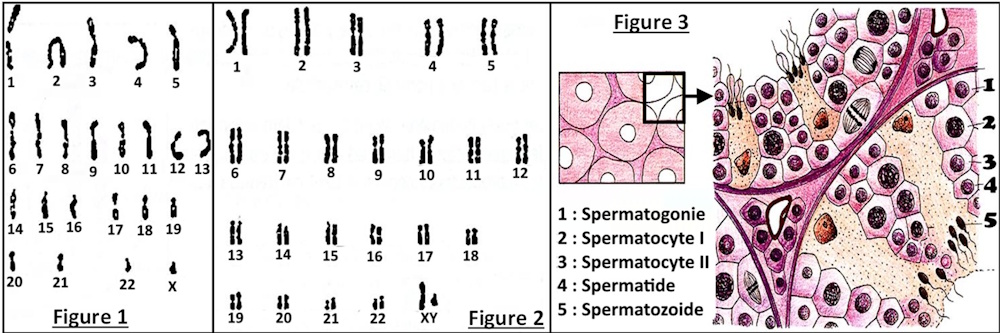 1 2 3 4 5
6 7 8 9 10 11 12 13
14 15 16 17 18 19
20 21 22 X
Figure 1
1 2 3 4 5
6 7 8 9 10 11 12
13 14 15 16 17 18
19 20 21 22 XY
Figure 2
Figure 3
1
2
3
4
5
1 : Spermatogonie
2 : Spermatocyte I
3 : Spermatocyte II
4 : Spermatide
5 : Spermatozoide